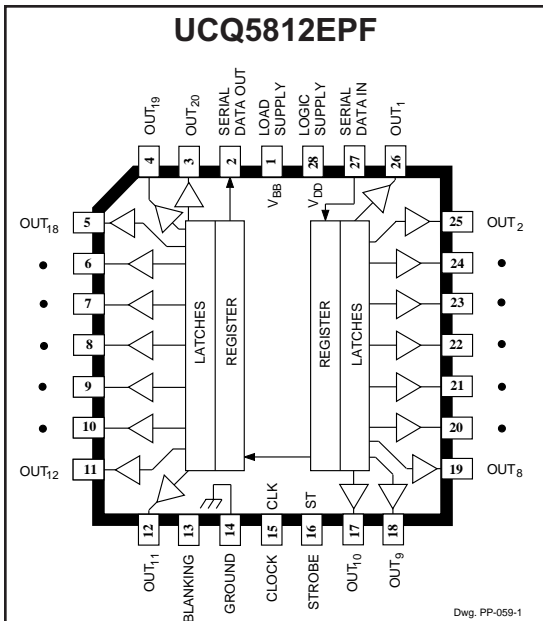 UCQ5812EPF
OUT19
OUT20
SERIAL
DATA OUT
LOAD
SUPPLY
LOGIC
SUPPLY
SERIAL
DATA IN
OUT1
4
3
2
1
28
27
26
VBB
VDD
OUT18
5
25
OUT2
6
24
7
23
8
22
9
21
10
20
OUT12
11
19
OUT8
LATCHES
REGISTER
REGISTER
LATCHES
CLK
ST
12
13
14
15
16
17
18
OUT11
BLANKING
GROUND
CLOCK
STROBE
OUT10
OUT9
Dwg. PP-059-1